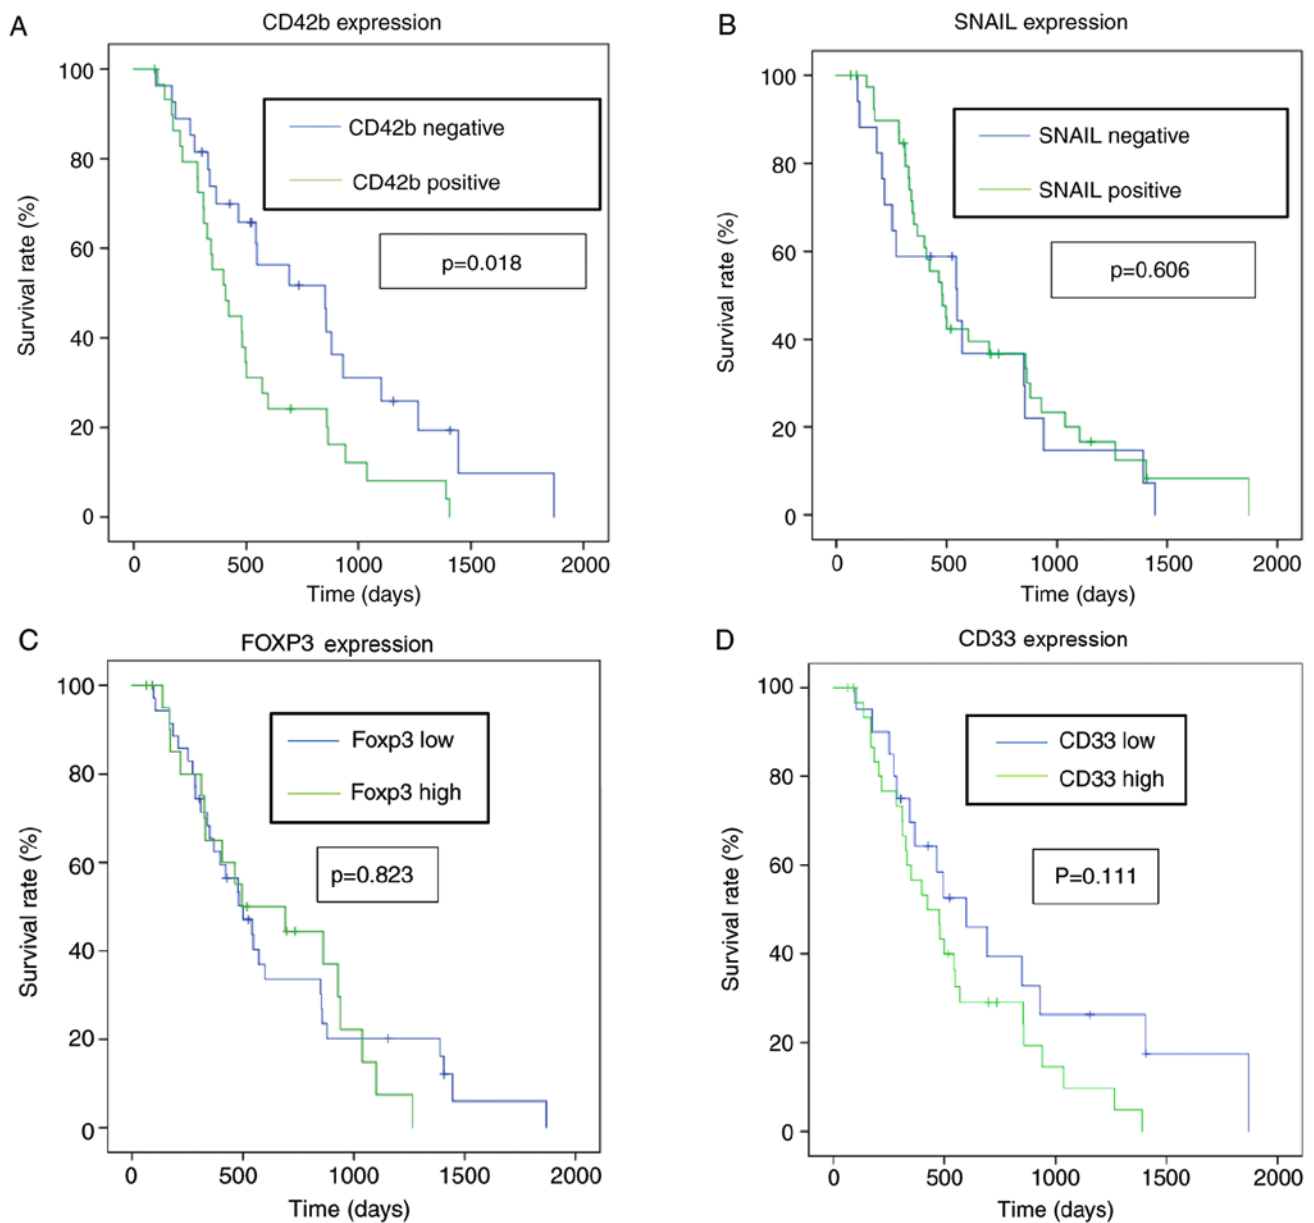 A
CD42b expression
100
80
60
40
20
0
Survival rate (%)
CD42b negative
CD42b positive
p=0.018
0 500 1000 1500 2000
Time (days)
B
SNAIL expression
100
80
60
40
20
0
Survival rate (%)
SNAIL negative
SNAIL positive
p=0.606
0 500 1000 1500 2000
Time (days)
C
FOXP3 expression
100
80
60
40
20
0
Survival rate (%)
Foxp3 low
Foxp3 high
p=0.823
0 500 1000 1500 2000
Time (days)
D
CD33 expression
100
80
60
40
20
0
Survival rate (%)
CD33 low
CD33 high
P=0.111
0 500 1000 1500 2000
Time (days)